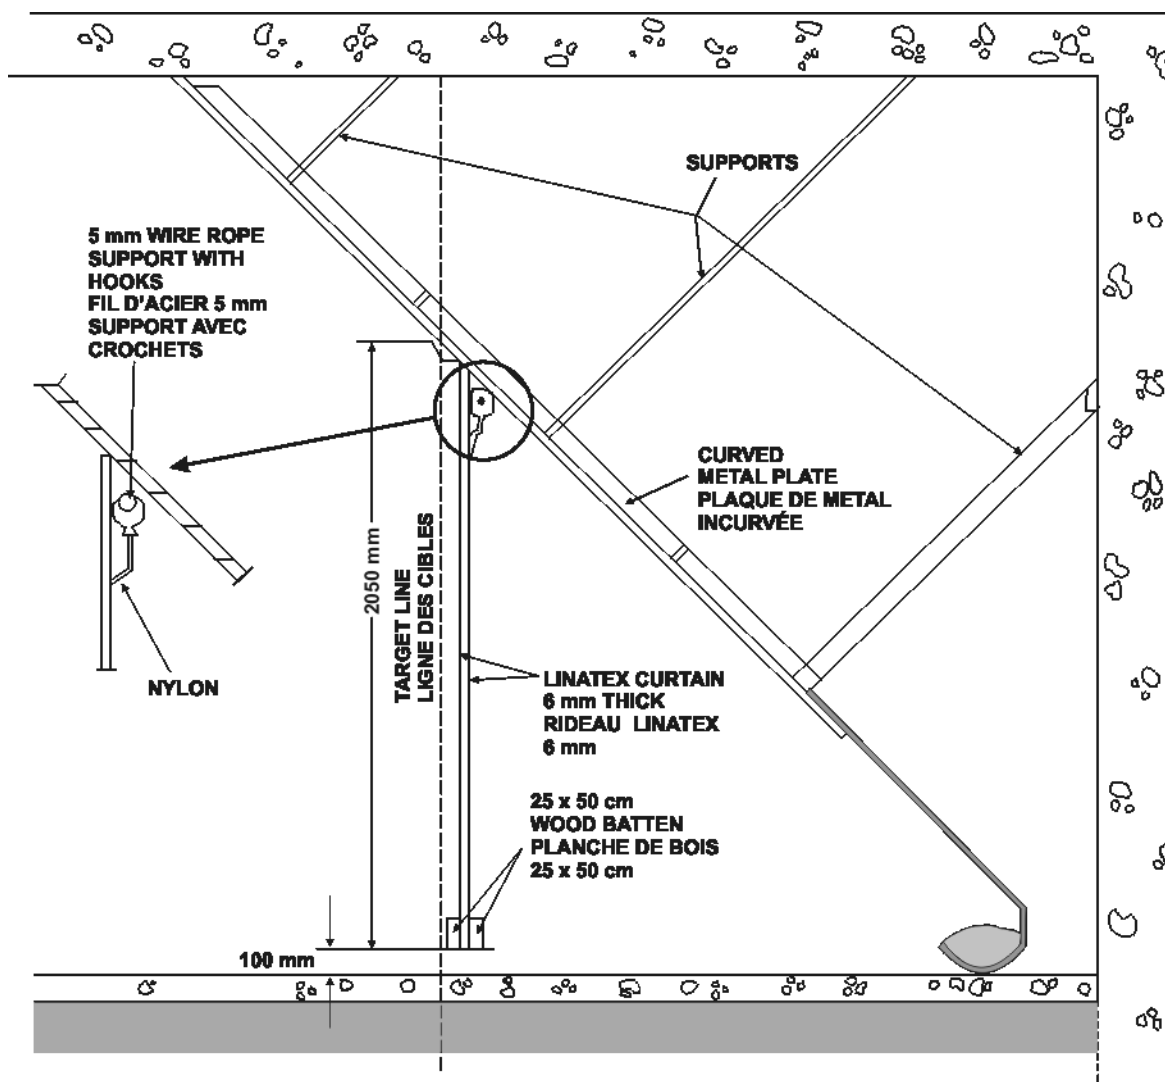 SUPPORTS
5 mm WIRE ROPE
SUPPORT WITH
HOOKS
FIL D'ACIER 5 mm
SUPPORT AVEC
CROCHETS
CURVED
METAL PLATE
PLAQUE DE METAL
INCURVÉE
2050 mm
TARGET LINE
LIGNE DES CIBLES
NYLON
LINATEX CURTAIN
6 mm THICK
RIDEAU LINATEX
6 mm
25 x 50 cm
WOOD BATTEN
PLANCHE DE BOIS
25 x 50 cm
100 mm